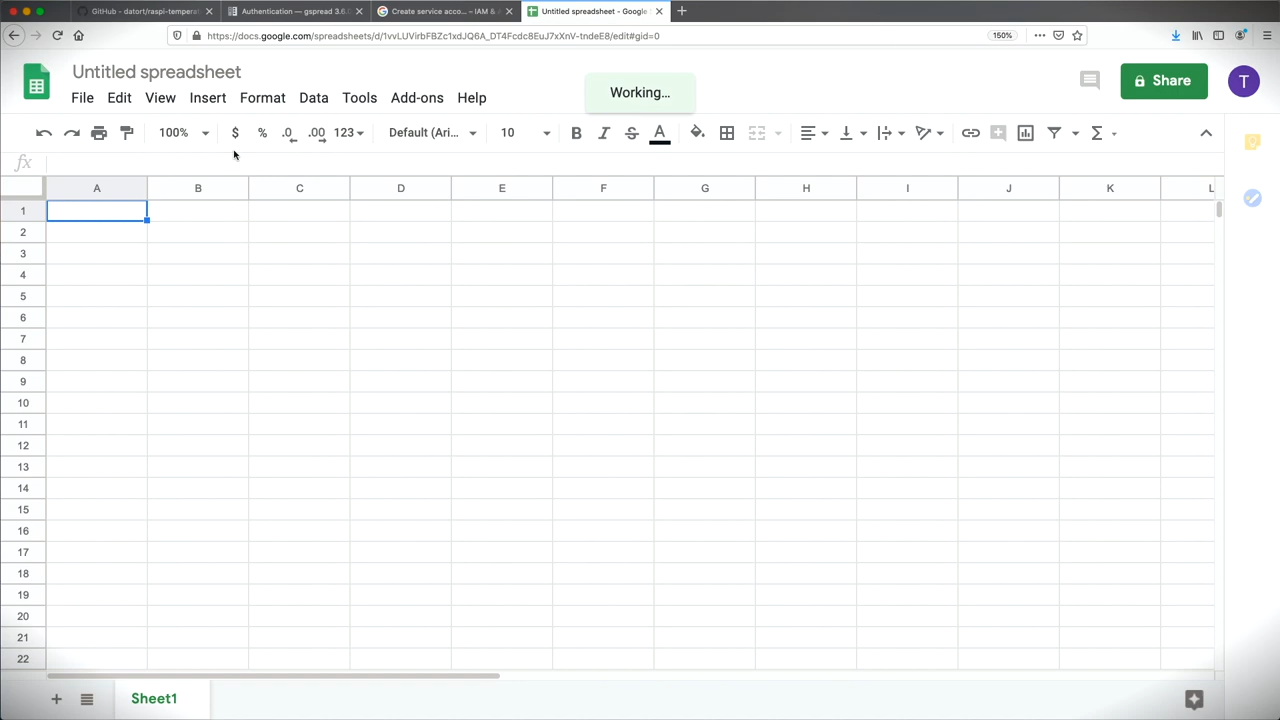 GitHub - datort/raspi-temperat
Authentication — gspread 3.6.
Create service acco... – IAM & A
Untitled spreadsheet - Google
https://docs.google.com/spreadsheets/d/1vvLUVirbFBZc1xdJQ6A_DT4Fcdc8EuJ7xXnV-tndeE8/edit#gid=0
150%
Untitled spreadsheet
Working...
Share
T
File Edit View Insert Format Data Tools Add-ons Help
100% $ % .0 .00 123 Default (Ari... 10 B I S A Σ
fx
A B C D E F G H I J K L
1
2
3
4
5
6
7
8
9
10
11
12
13
14
15
16
17
18
19
20
21
22
Sheet1